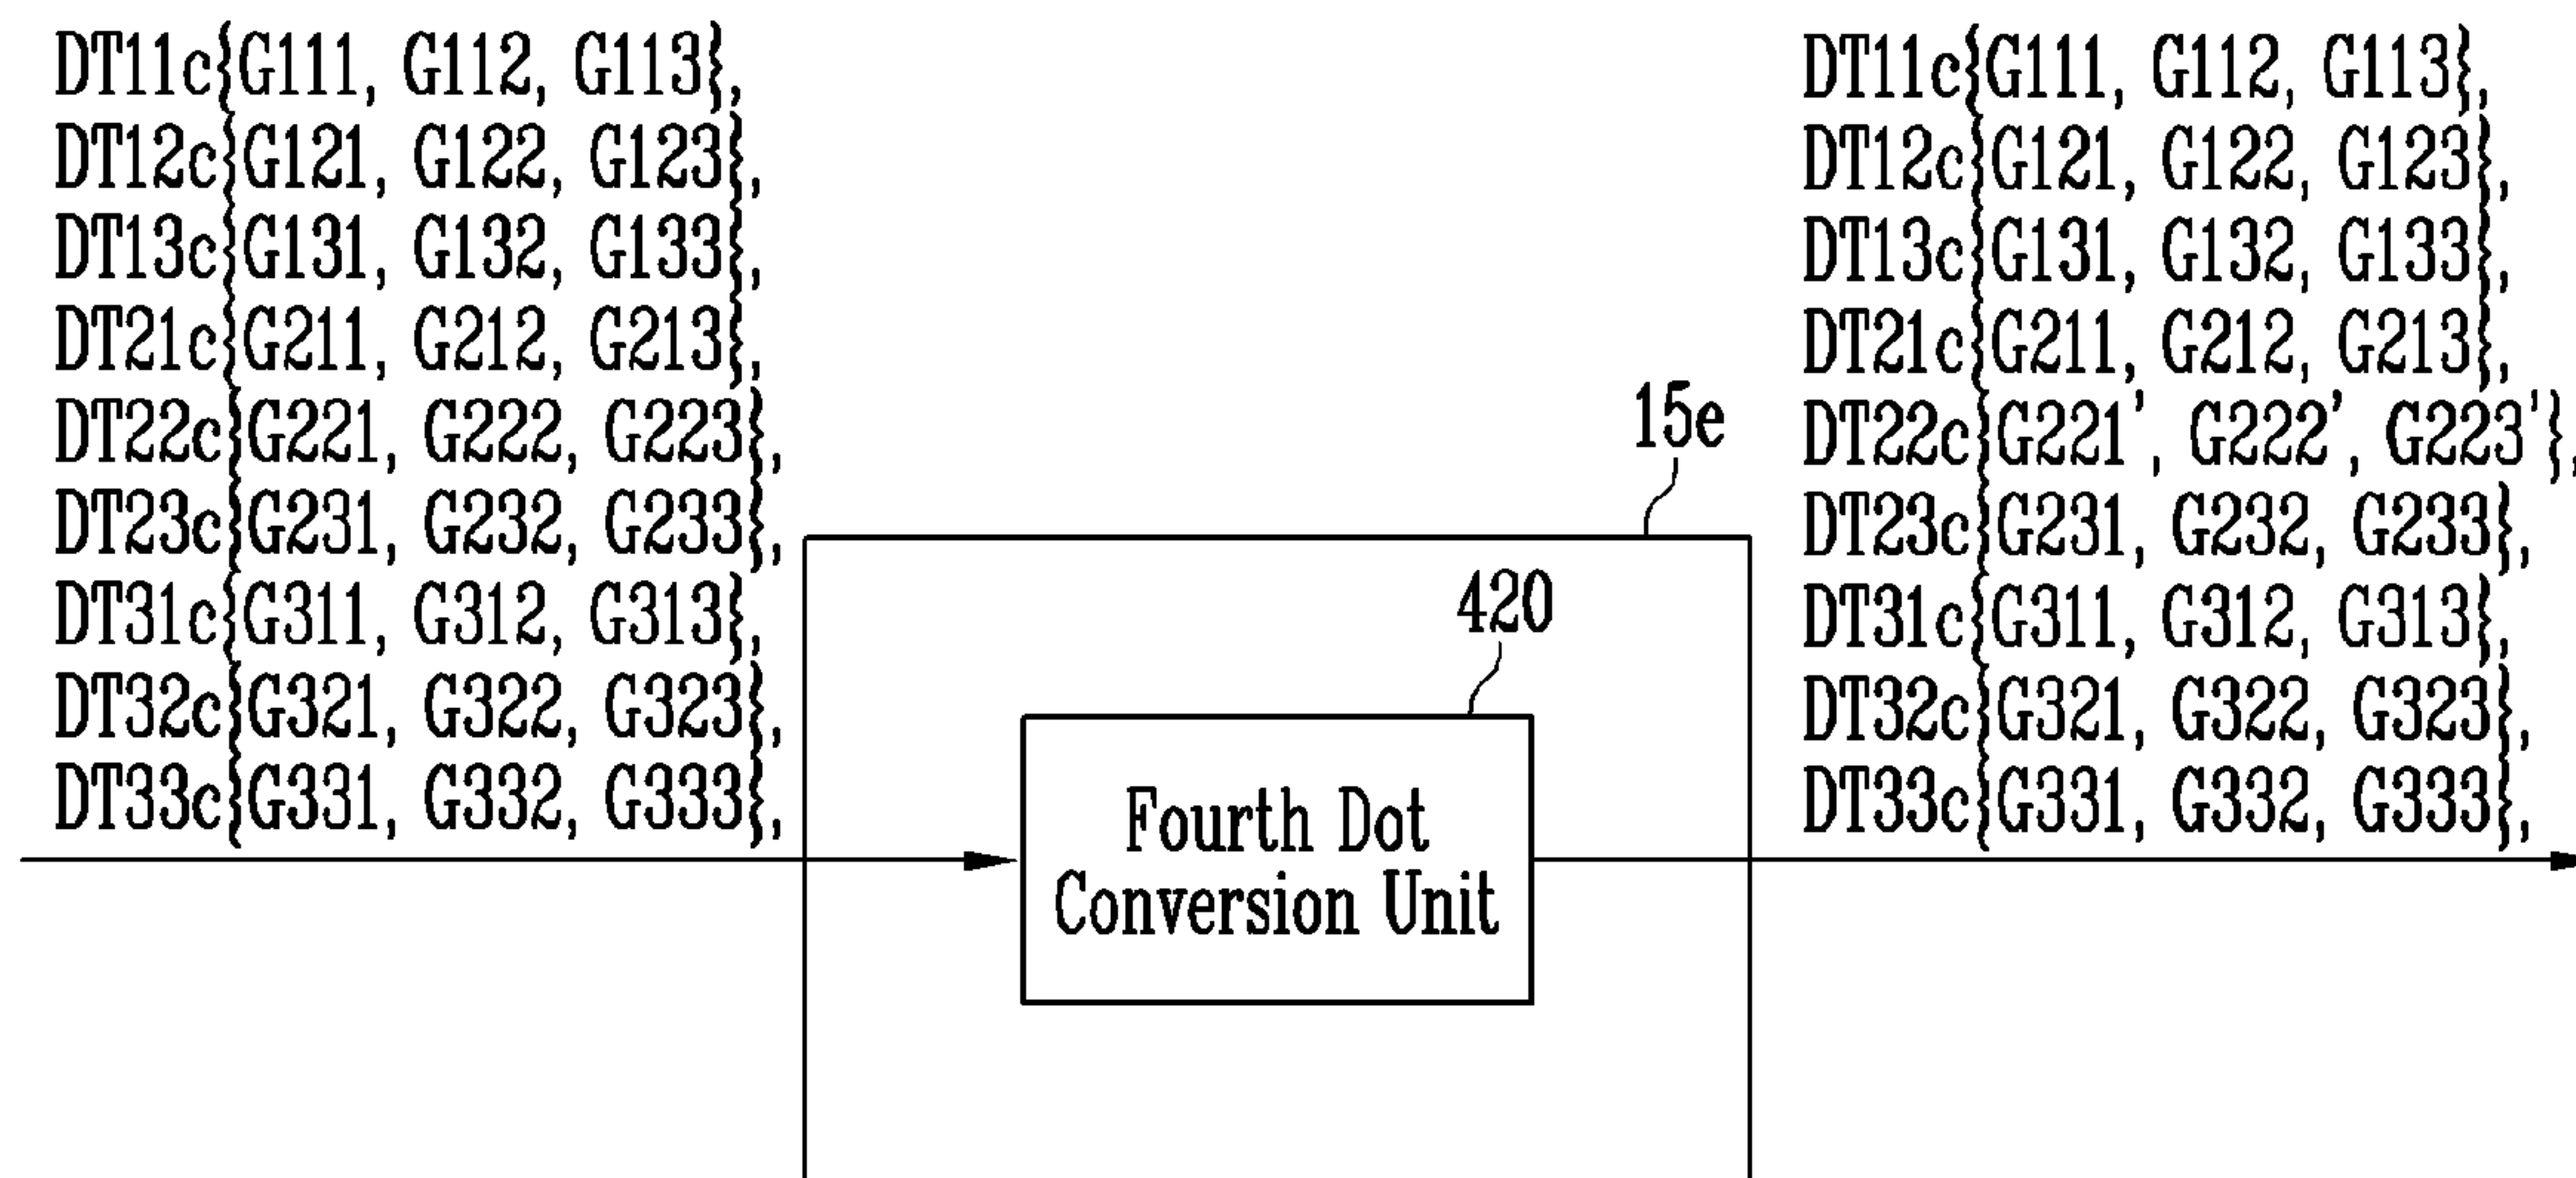 DT11c{G111, G112, G113},
DT12c{G121, G122, G123},
DT13c{G131, G132, G133},
DT21c{G211, G212, G213},
DT22c{G221, G222, G223},
DT23c{G231, G232, G233},
DT31c{G311, G312, G313},
DT32c{G321, G322, G323},
DT33c{G331, G332, G333},
15e
420
Fourth Dot
Conversion Unit
DT11c{G111, G112, G113},
DT12c{G121, G122, G123},
DT13c{G131, G132, G133},
DT21c{G211, G212, G213},
DT22c{G221', G222', G223'},
DT23c{G231, G232, G233},
DT31c{G311, G312, G313},
DT32c{G321, G322, G323},
DT33c{G331, G332, G333},